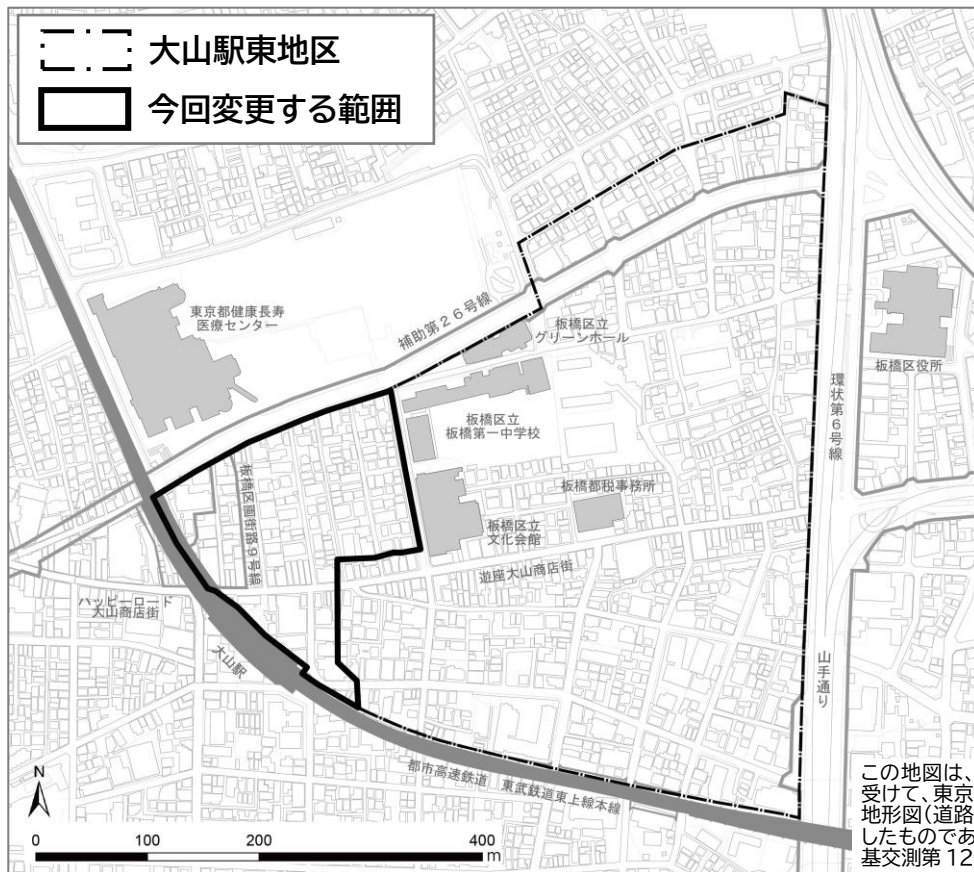 大山駅東地区
今回変更する範囲
東京都健康長寿
医療センター
補助第26号線
板橋区立
グリーンホール
板橋区役所
環状第6号線
板橋区立
板橋第一中学校
板橋都税事務所
板橋区画街路9号線
板橋区立
文化会館
遊座大山商店街
ハッピーロード
大山商店街
大山駅
山手通り
都市高速鉄道 東武鉄道東上線本線
N
0 100 200 400
m
この地図は、
受けて、東京
地形図(道路
したものであ
基交測第12